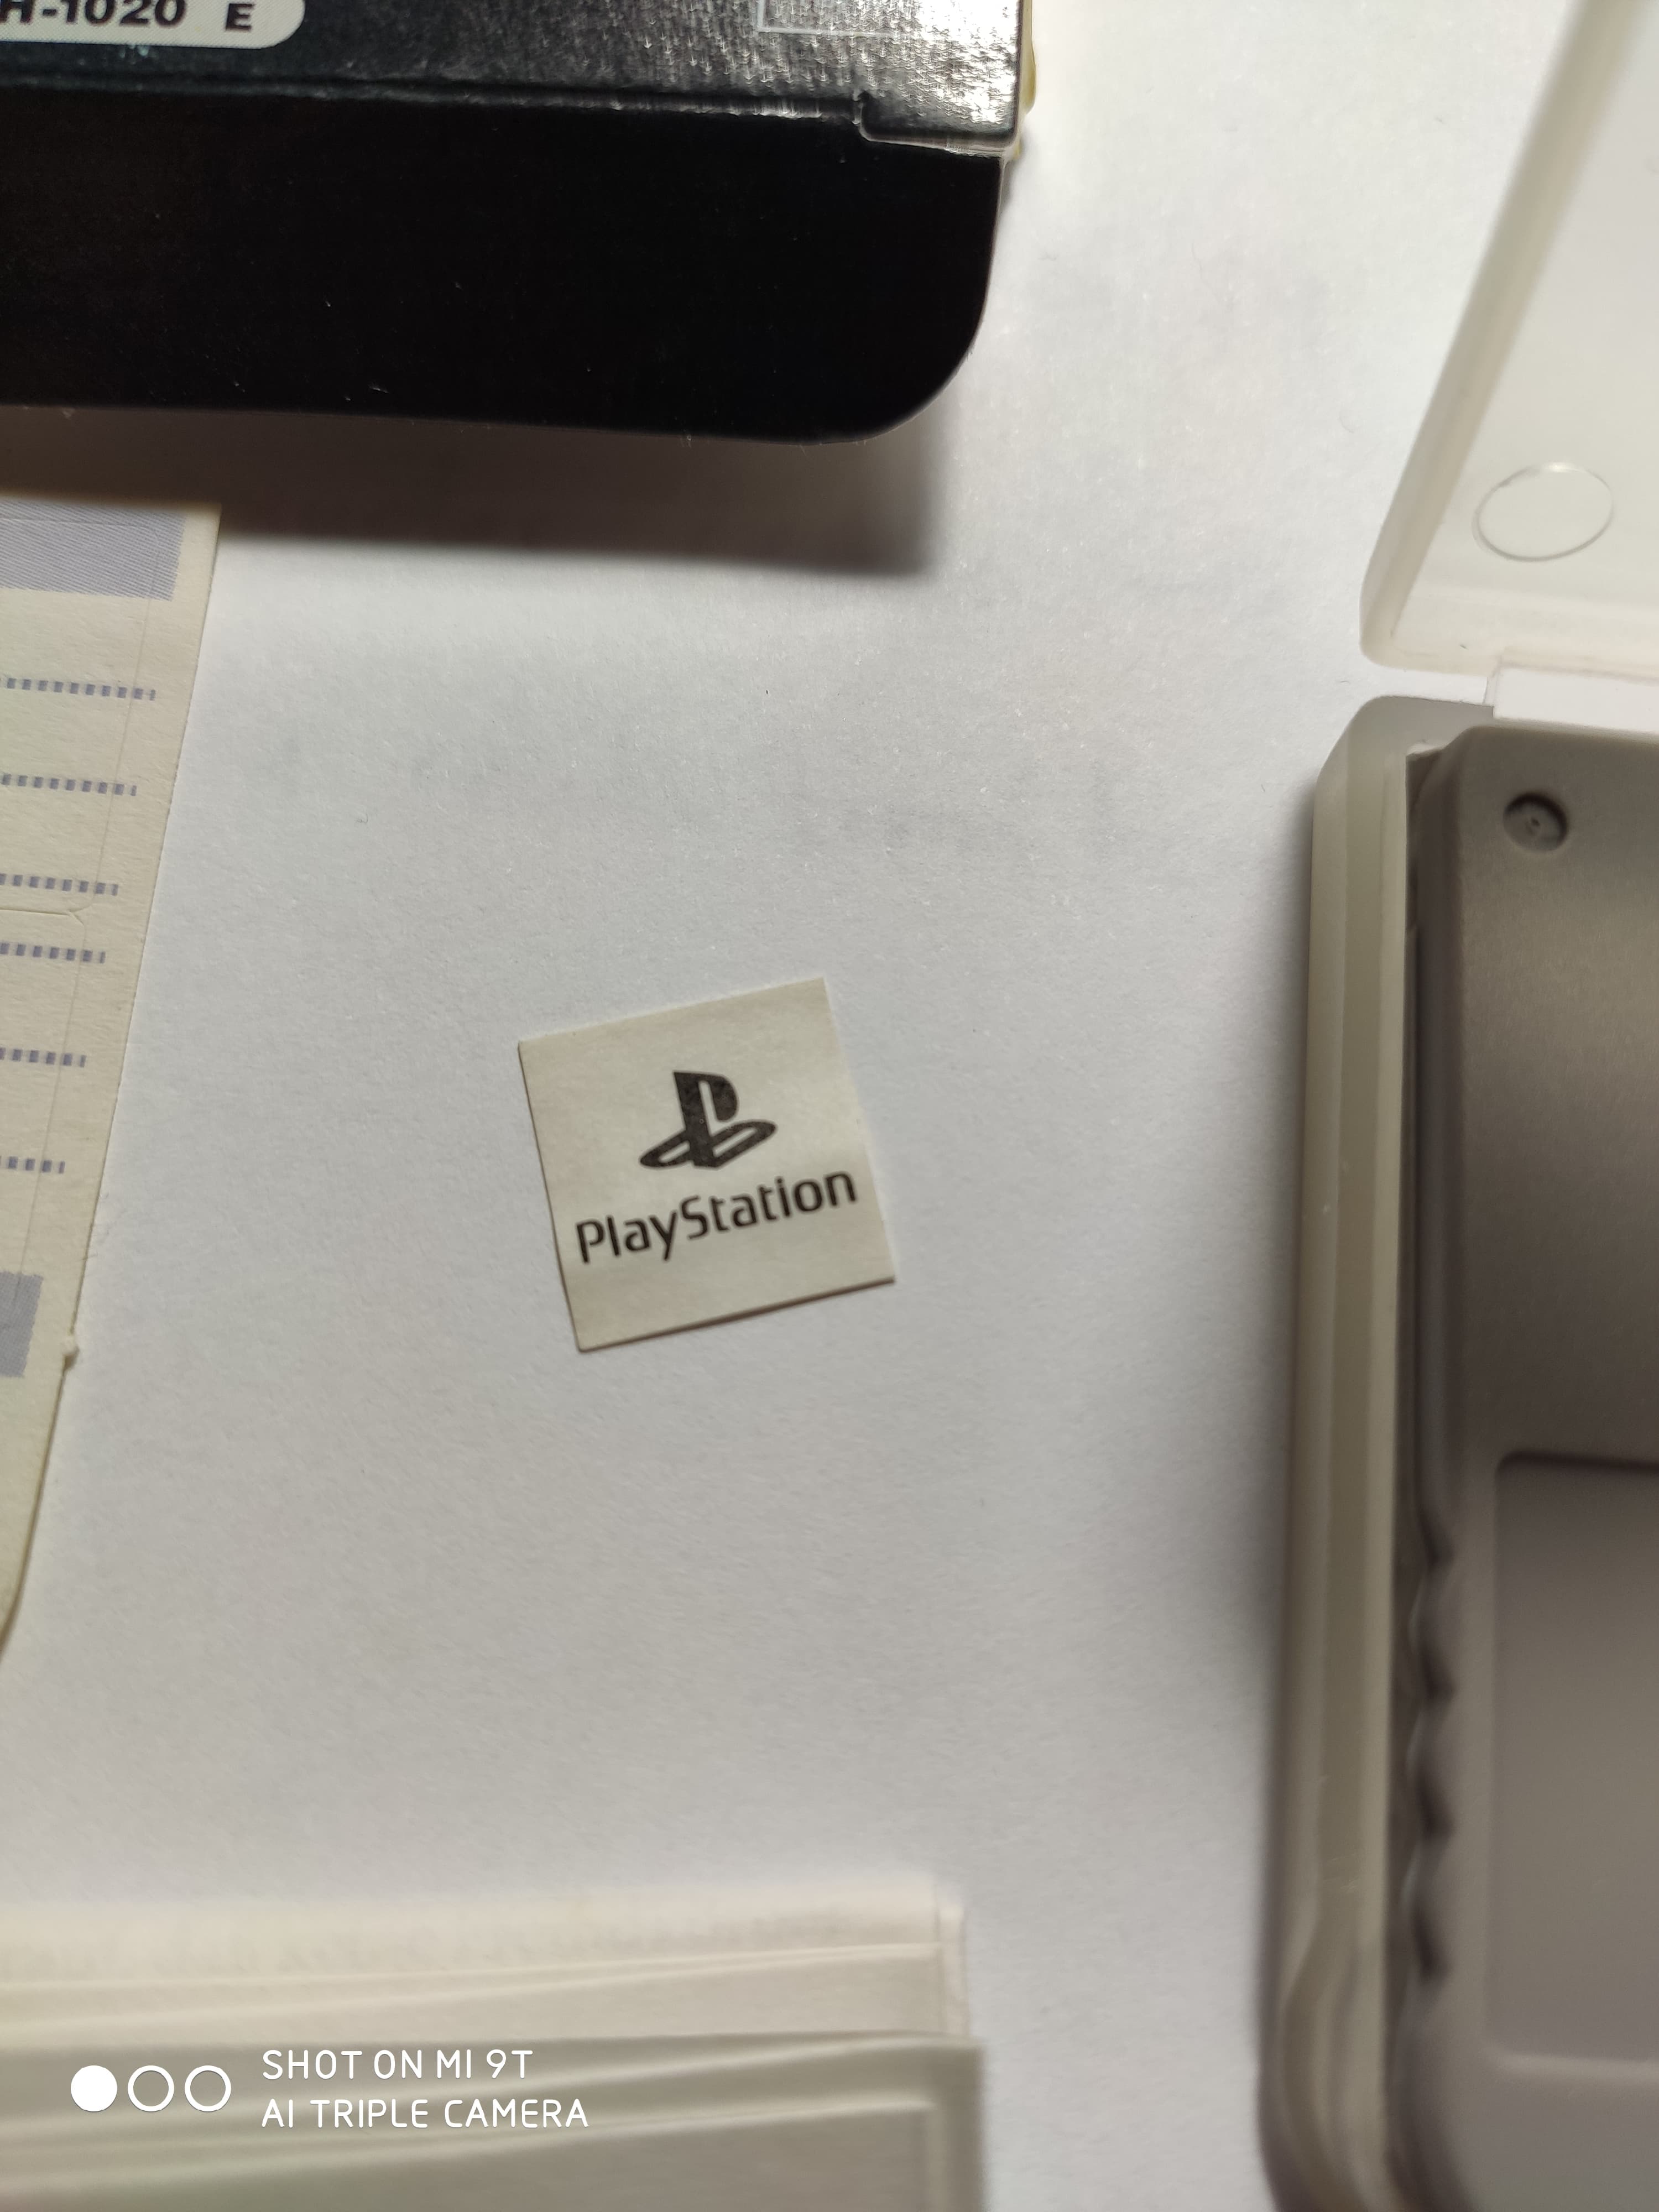 H-1020 E
PlayStation
SHOT ON MI 9T
AI TRIPLE CAMERA